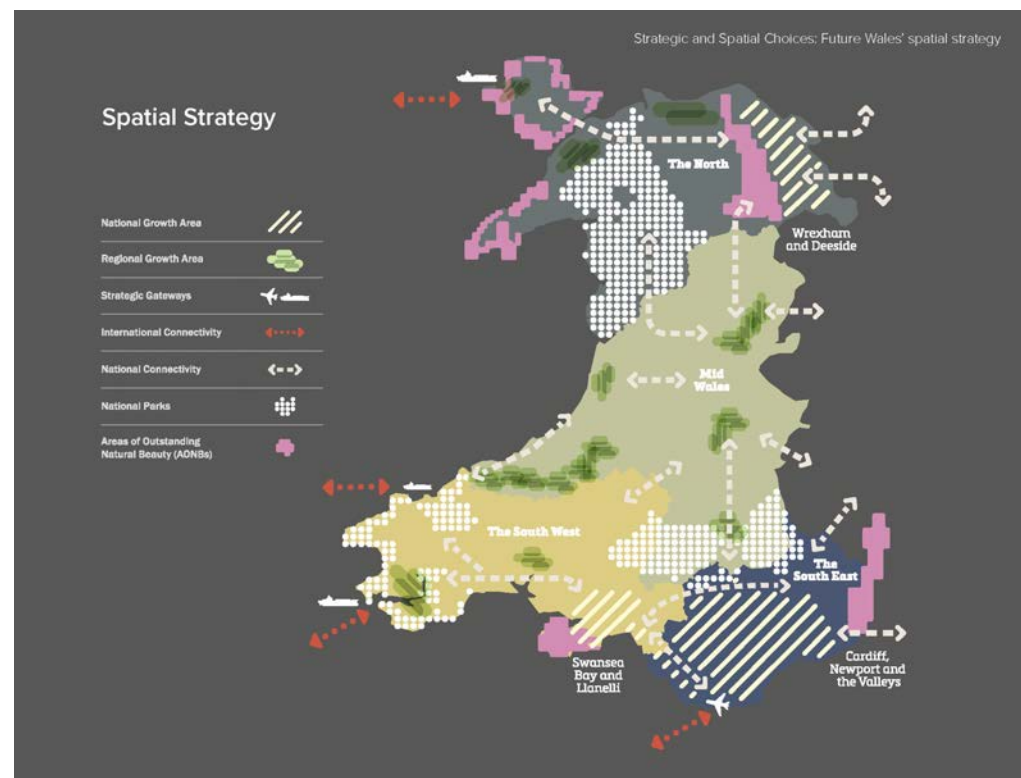 Strategic and Spatial Choices: Future Wales' spatial strategy
Spatial Strategy
National Growth Area
Regional Growth Area
Strategic Gateways
International Connectivity
National Connectivity
National Parks
Areas of Outstanding
Natural Beauty (AONBs)
The North
Wrexham
and Deeside
Mid
Wales
The South West
The
South East
Swansea
Bay and
Llanelli
Cardiff,
Newport and
the Valleys